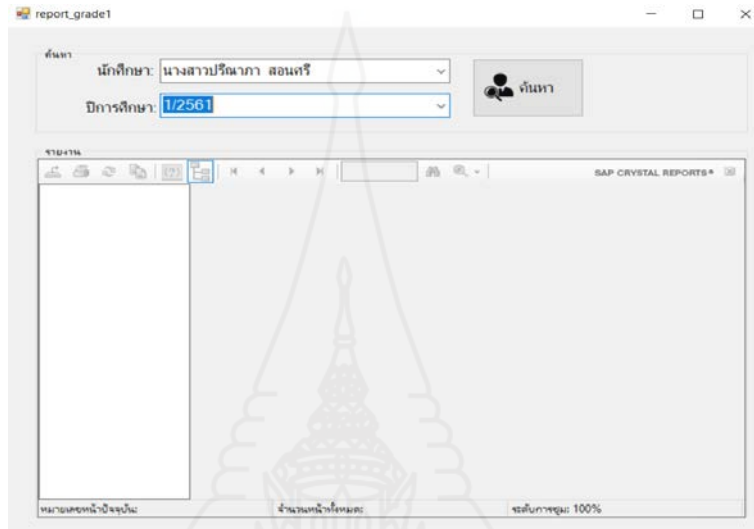 report_grade1
ค้นหา
นักศึกษา: นางสาวปรีณาภา สอนศรี
ค้นหา
ปีการศึกษา: 1/2561
รายงาน
SAP CRYSTAL REPORTS®
หมายเลขหน้าปัจจุบัน: จำนวนหน้าทั้งหมด: ระดับการซูม: 100%